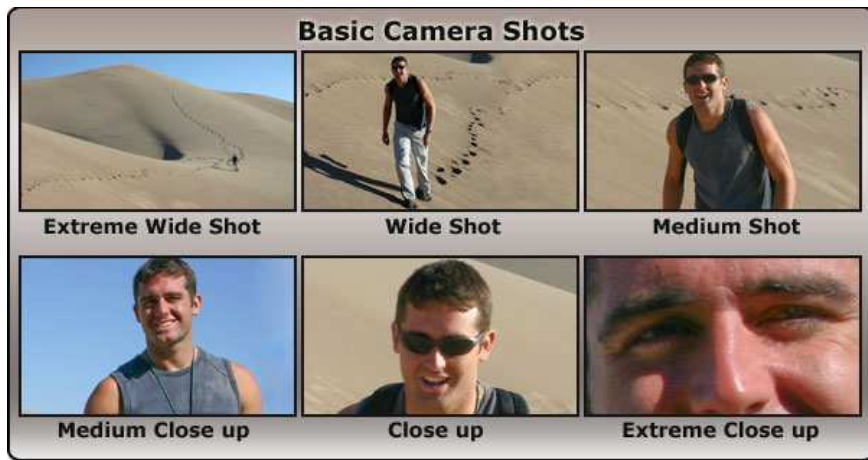 Basic Camera Shots
Extreme Wide Shot
Wide Shot
Medium Shot
Medium Close up
Close up
Extreme Close up